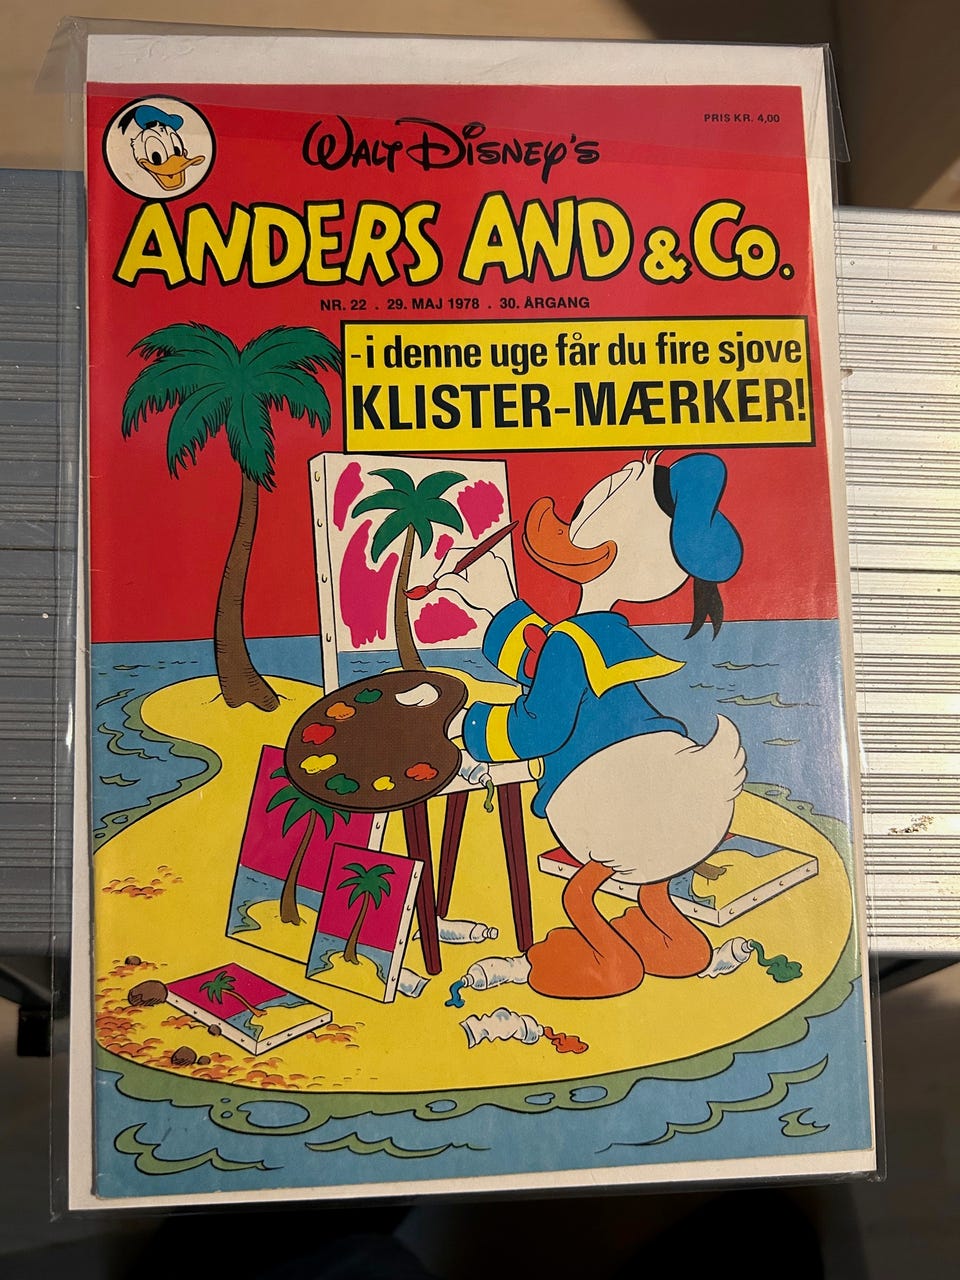 PRIS KR. 4,00
WALT DISNEY'S
ANDERS AND & CO.
NR. 22 . 29. MAJ 1978 . 30. ÅRGANG
- i denne uge får du fire sjove
KLISTER-MÆRKER!